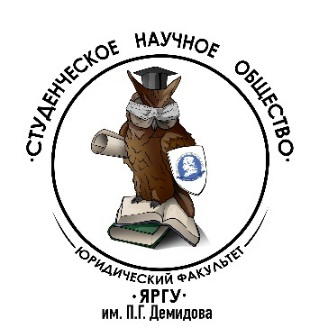 ·СТУДЕНЧЕСКОЕ НАУЧНОЕ ОБЩЕСТВО·
ЮРИДИЧЕСКИЙ ФАКУЛЬТЕТ
·ЯРГУ·
им. П.Г. Демидова